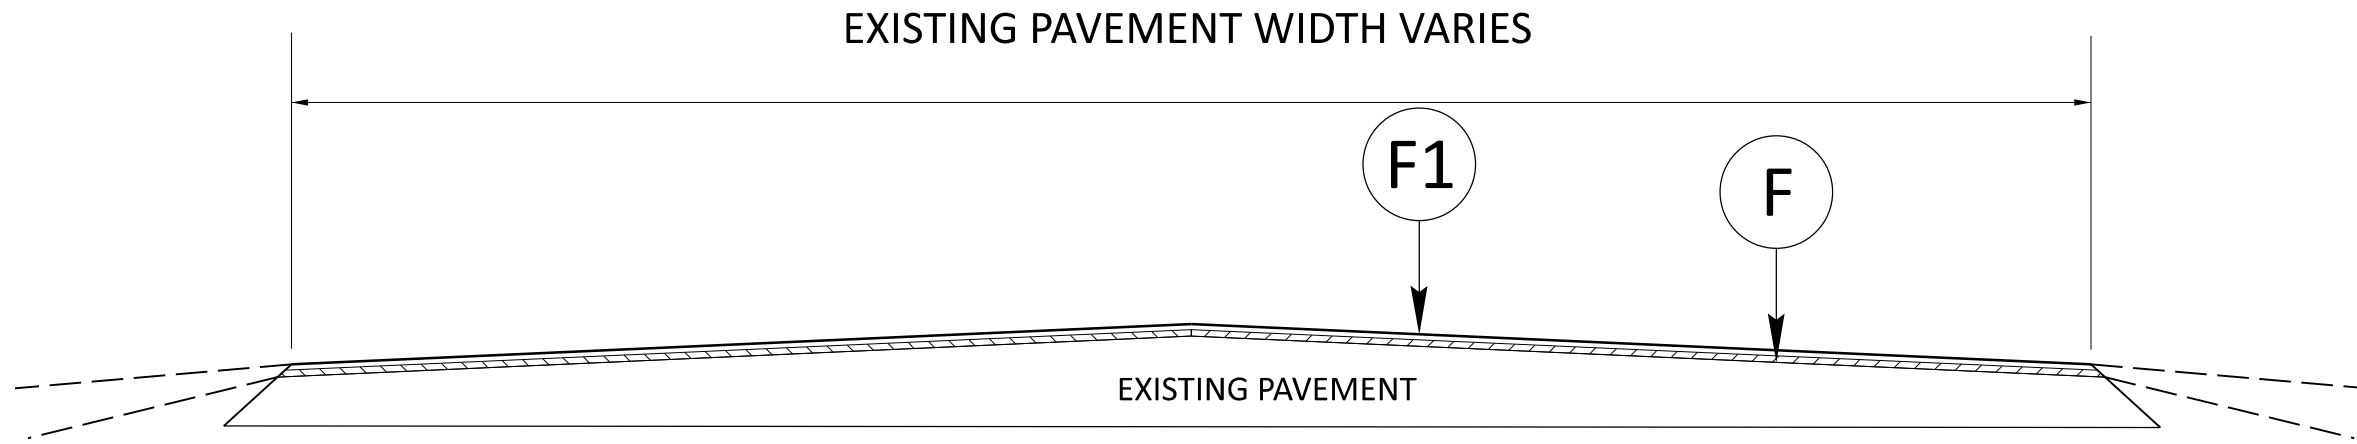 EXISTING PAVEMENT WIDTH VARIES
F1
F
EXISTING PAVEMENT